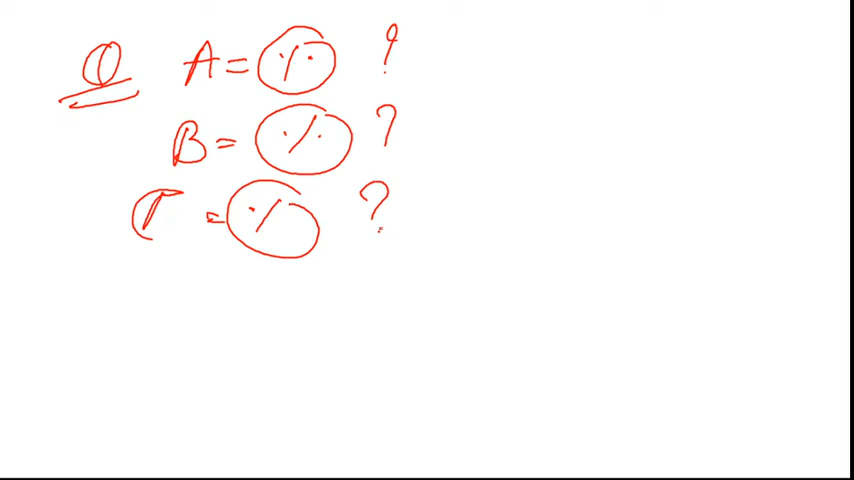 Q A = % ?
B = % ?
C = % ?